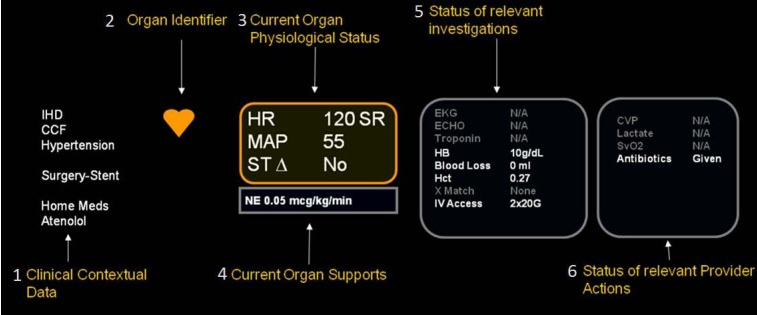 2 Organ Identifier
3 Current Organ
Physiological Status
5 Status of relevant
investigations
IHD
CCF
Hypertension
Surgery-Stent
Home Meds
Atenolol
HR 120 SR
MAP 55
ST Δ No
NE 0.05 mcg/kg/min
EKG N/A
ECHO N/A
Troponin N/A
HB 10g/dL
Blood Loss 0 ml
Hct 0.27
X Match None
IV Access 2x20G
CVP N/A
Lactate N/A
SvO2 N/A
Antibiotics Given
1 Clinical Contextual
Data
4 Current Organ Supports
6 Status of relevant Provider
Actions